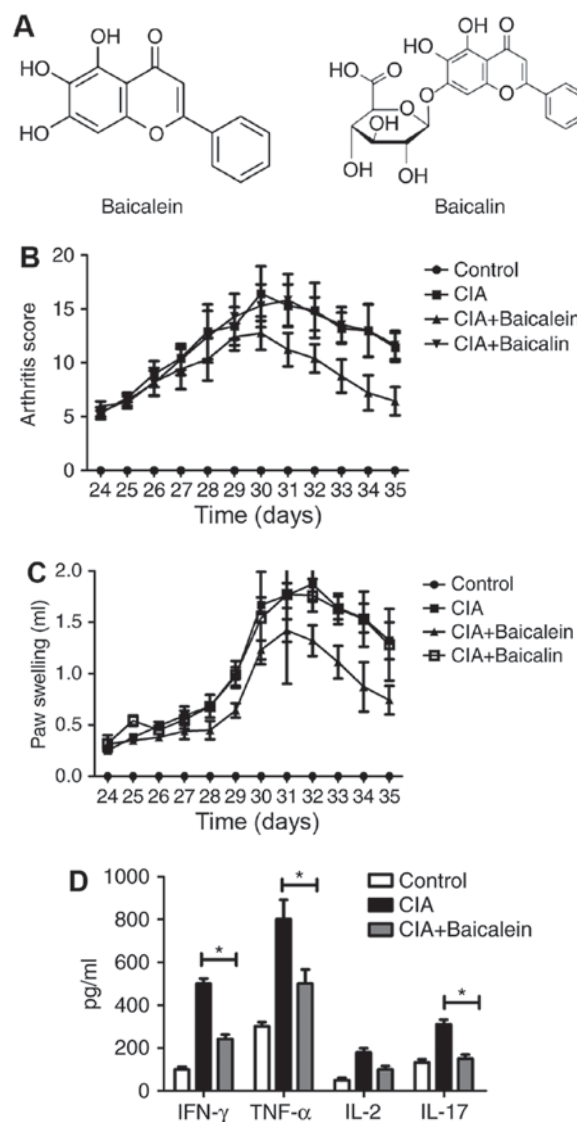 A
OH
O
HO
HO
O
Baicalein
OH
O
HO
O
OH
O
O
O
OH
OH
OH
Baicalin
B
20
15
10
5
0
Arthritis score
24 25 26 27 28 29 30 31 32 33 34 35
Time (days)
Control
CIA
CIA+Baicalein
CIA+Baicalin
C
2.0
1.5
1.0
0.5
0.0
Paw swelling (ml)
24 25 26 27 28 29 30 31 32 33 34 35
Time (days)
Control
CIA
CIA+Baicalein
CIA+Baicalin
D
1000
800
600
400
200
0
pg/ml
*
*
*
IFN-γ TNF-α IL-2 IL-17
Control
CIA
CIA+Baicalein